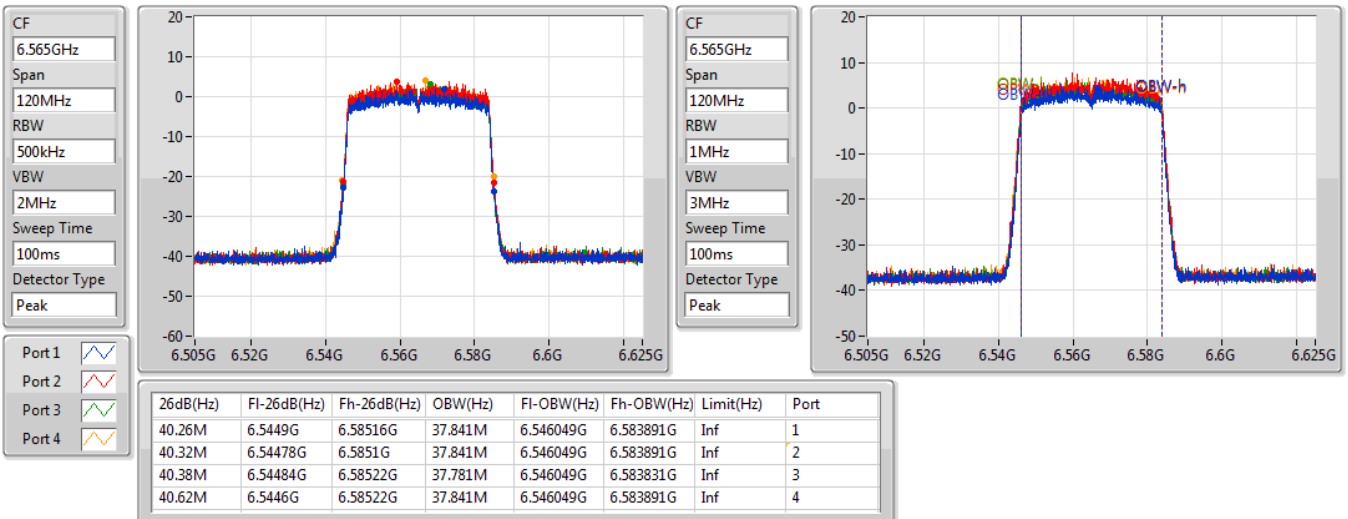 CF
6.565GHz
Span
120MHz
RBW
500kHz
VBW
2MHz
Sweep Time
100ms
Detector Type
Peak
20
10
0
-10
-20
-30
-40
-50
-60
6.505G 6.52G 6.54G 6.56G 6.58G 6.6G 6.625G
CF
6.565GHz
Span
120MHz
RBW
1MHz
VBW
3MHz
Sweep Time
100ms
Detector Type
Peak
20
10
0
-10
-20
-30
-40
-50
OBW-h
6.505G 6.52G 6.54G 6.56G 6.58G 6.6G 6.625G
Port 1
Port 2
Port 3
Port 4
26dB(Hz) Fl-26dB(Hz) Fh-26dB(Hz) OBW(Hz) Fl-OBW(Hz) Fh-OBW(Hz) Limit(Hz) Port
40.26M 6.5449G 6.58516G 37.841M 6.546049G 6.583891G Inf 1
40.32M 6.54478G 6.5851G 37.841M 6.546049G 6.583891G Inf 2
40.38M 6.54484G 6.58522G 37.781M 6.546049G 6.583831G Inf 3
40.62M 6.5446G 6.58522G 37.841M 6.546049G 6.583891G Inf 4